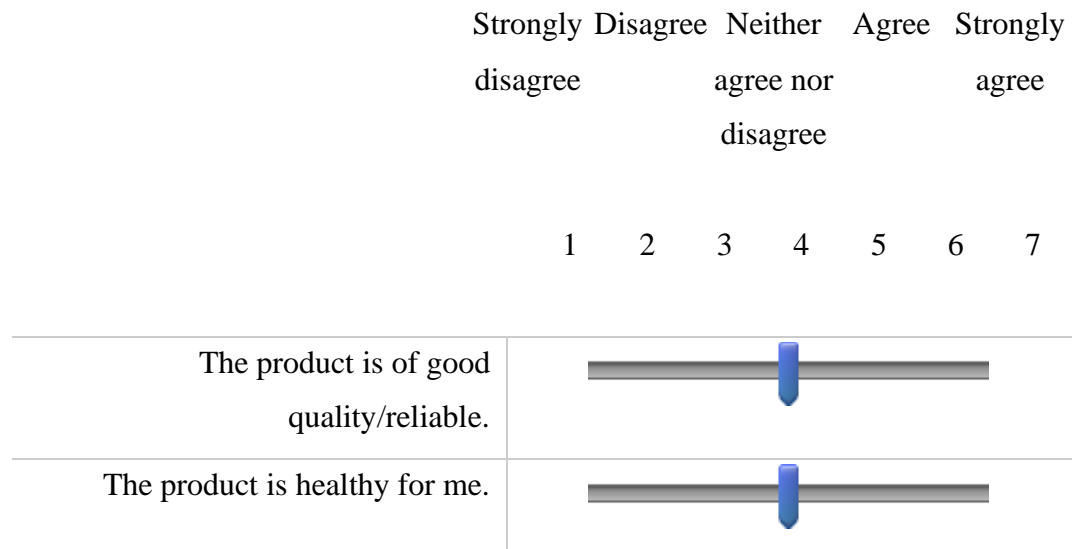 Strongly Disagree Neither Agree Strongly
disagree agree nor agree
disagree
1 2 3 4 5 6 7
The product is of good
quality/reliable.
The product is healthy for me.